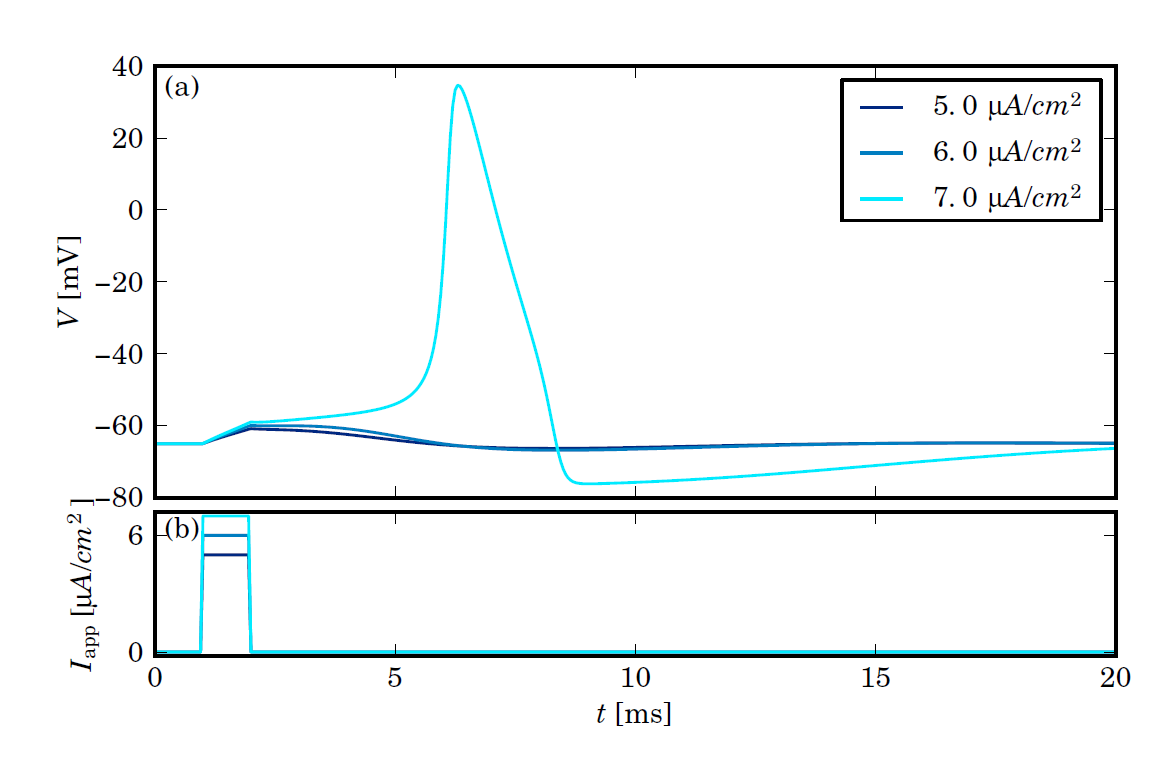 (a)
40
20
0
−20
−40
−60
−80
V [mV]
5.0 μA/cm²
6.0 μA/cm²
7.0 μA/cm²
(b)
6
0
I_app [μA/cm²]
0 5 10 15 20
t [ms]